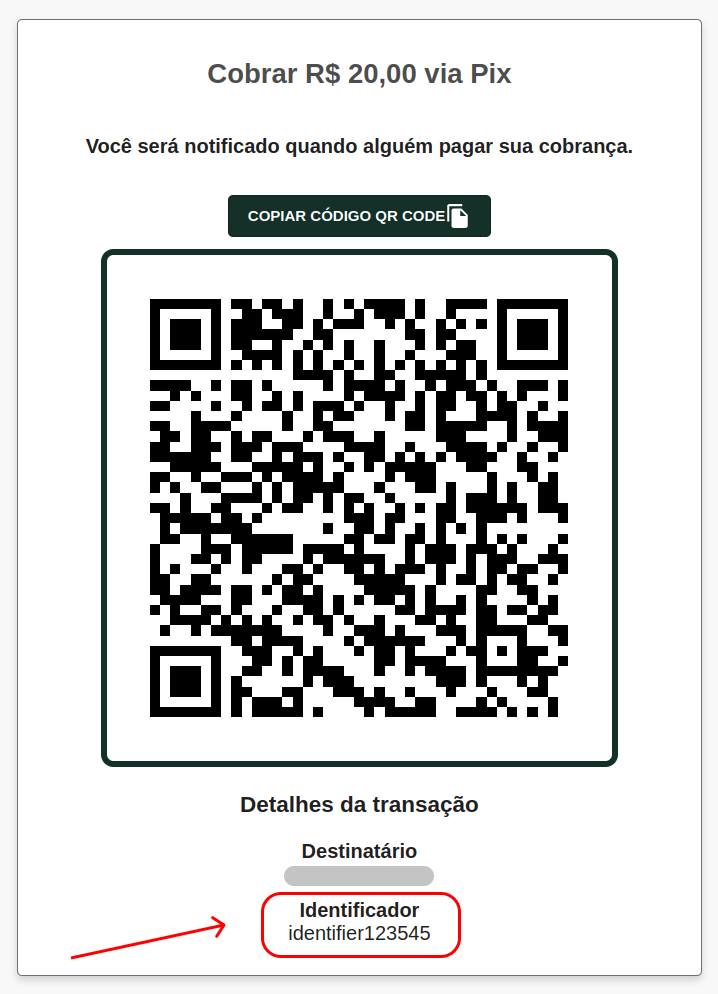 Cobrar R$ 20,00 via Pix
Você será notificado quando alguém pagar sua cobrança.
COPIAR CÓDIGO QR CODE
Detalhes da transação
Destinatário
Identificador
identifier123545